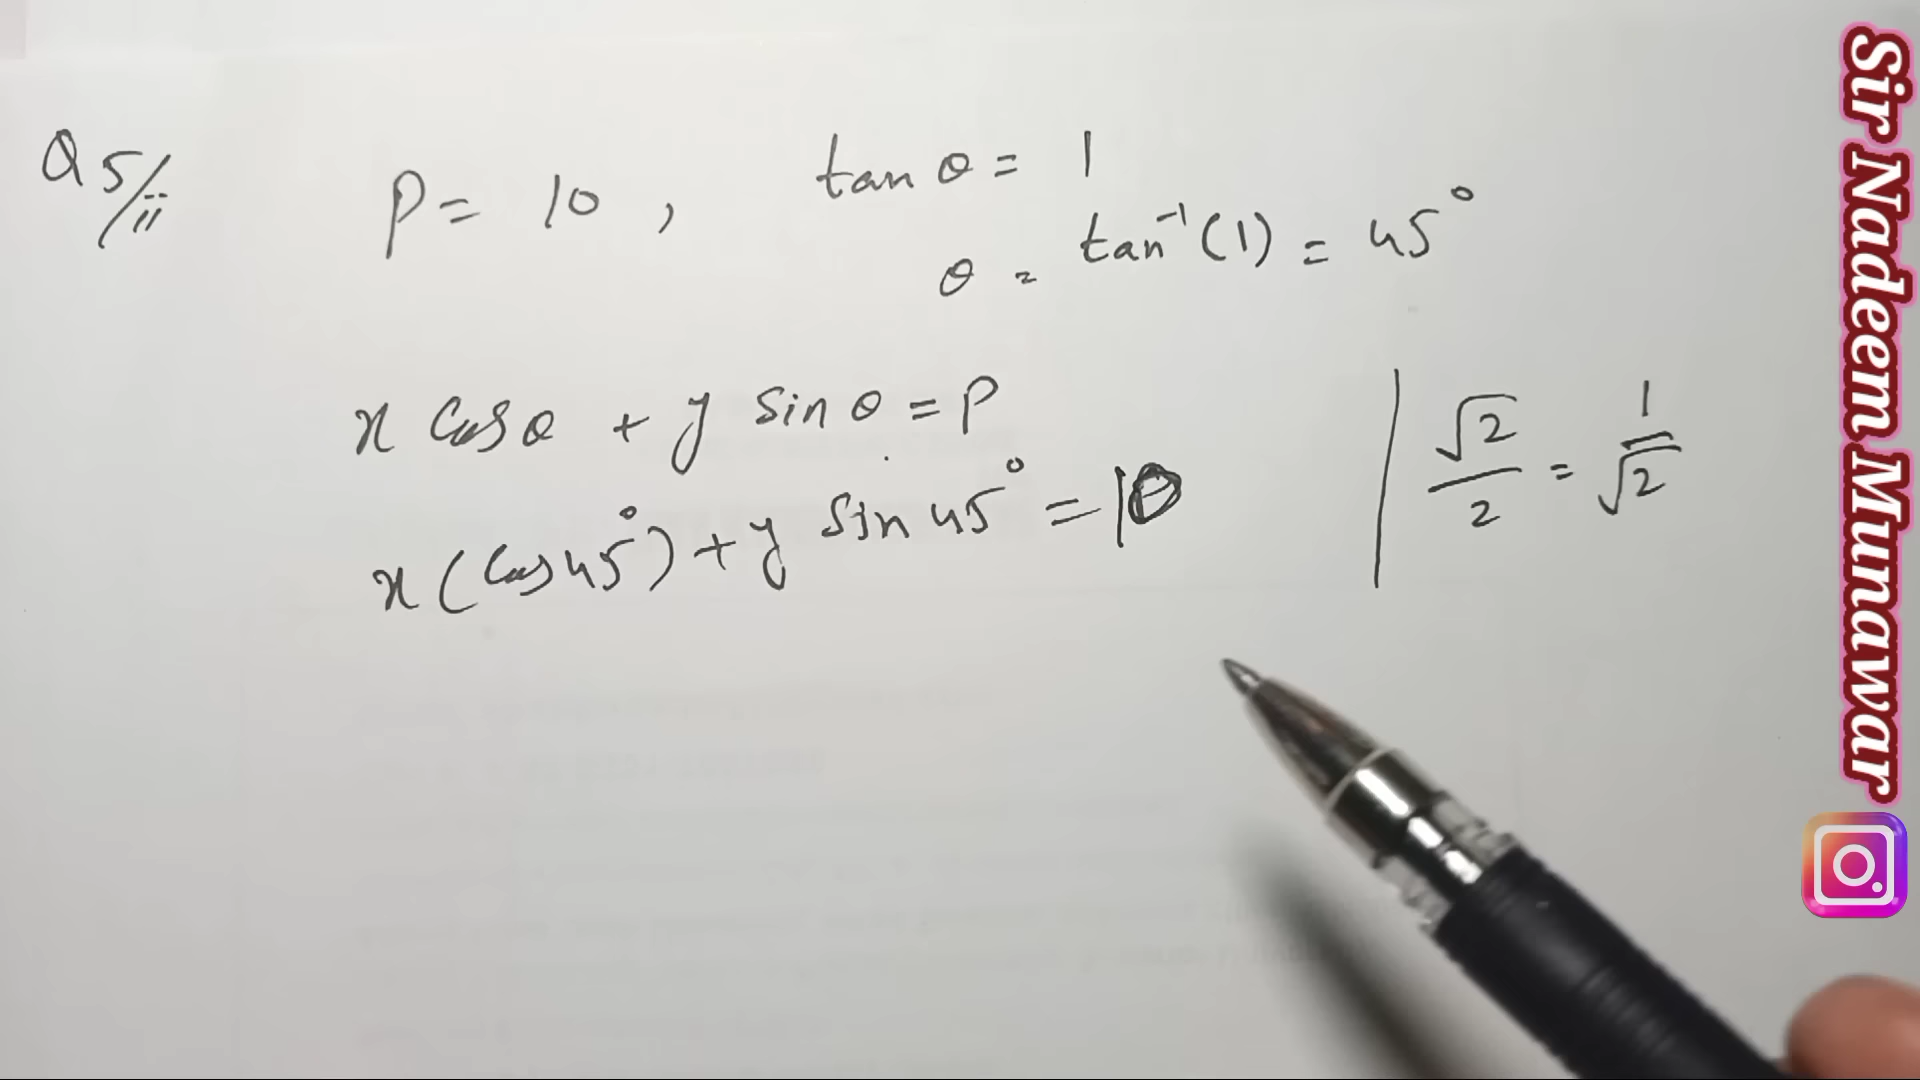 Q 5/ii
P = 10 , tan θ = 1
θ = tan⁻¹(1) = 45°
x Cos θ + y Sin θ = P
x (Cos 45°) + y Sin 45° = 10
√2/2 = 1/√2
Sir Nadeem Munawar